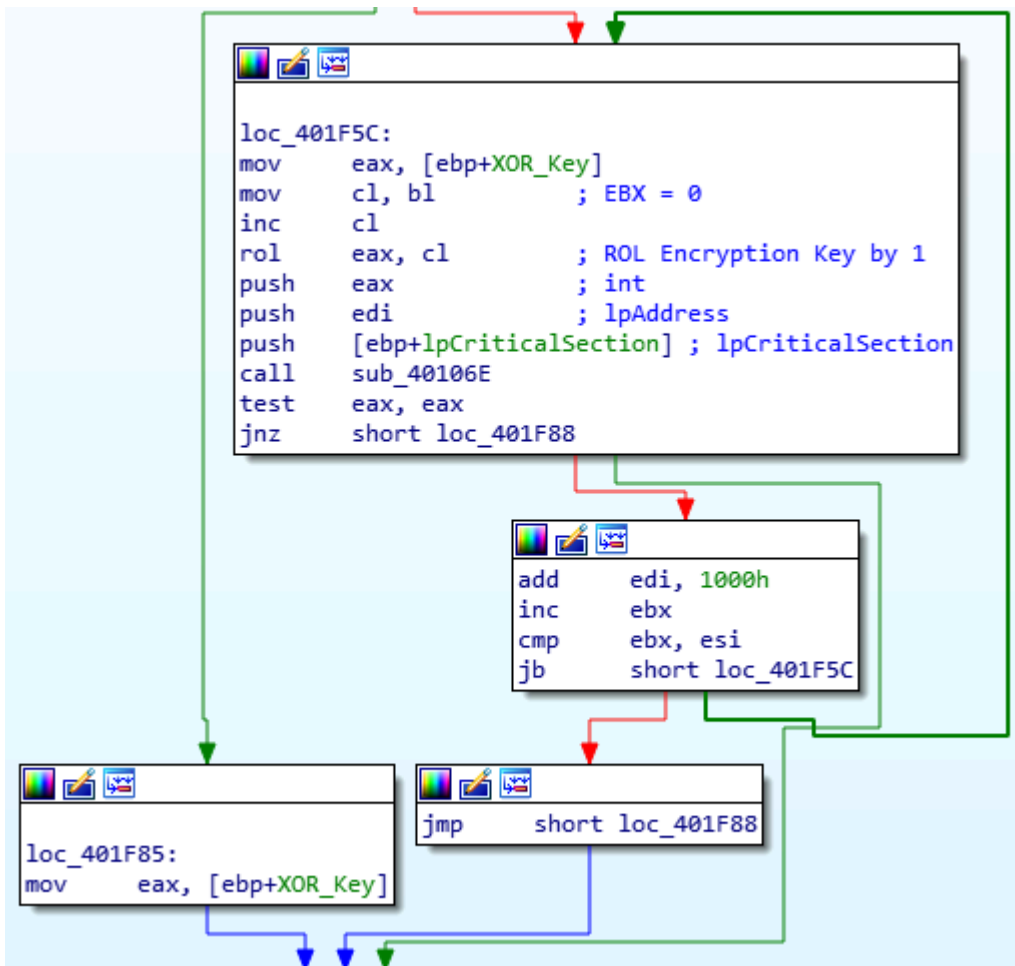 loc_401F5C:
mov eax, [ebp+XOR_Key]
mov cl, bl ; EBX = 0
inc cl
rol eax, cl ; ROL Encryption Key by 1
push eax ; int
push edi ; lpAddress
push [ebp+lpCriticalSection] ; lpCriticalSection
call sub_40106E
test eax, eax
jnz short loc_401F88
add edi, 1000h
inc ebx
cmp ebx, esi
jb short loc_401F5C
loc_401F85:
mov eax, [ebp+XOR_Key]
jmp short loc_401F88